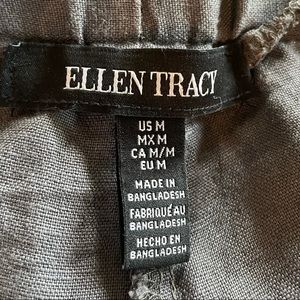 ELLEN TRACY
US M
MX M
CA M/M
EU M
MADE IN
BANGLADESH
FABRIQUÉ AU
BANGLADESH
HECHO EN
BANGLADESH